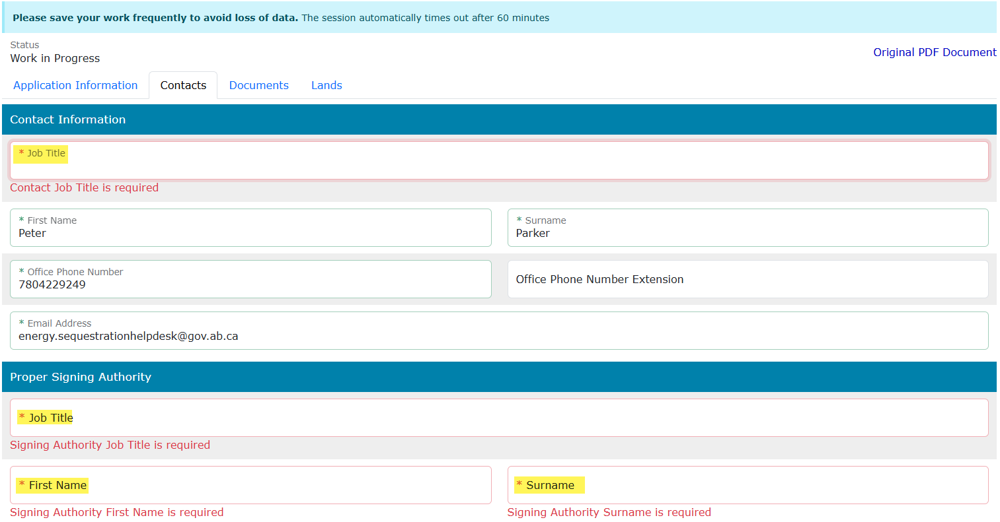 Please save your work frequently to avoid loss of data. The session automatically times out after 60 minutes
Status
Work in Progress
Original PDF Document
Application Information Contacts Documents Lands
Contact Information
* Job Title
Contact Job Title is required
* First Name
Peter
* Surname
Parker
* Office Phone Number
7804229249
Office Phone Number Extension
* Email Address
energy.sequestrationhelpdesk@gov.ab.ca
Proper Signing Authority
* Job Title
Signing Authority Job Title is required
* First Name
Signing Authority First Name is required
* Surname
Signing Authority Surname is required